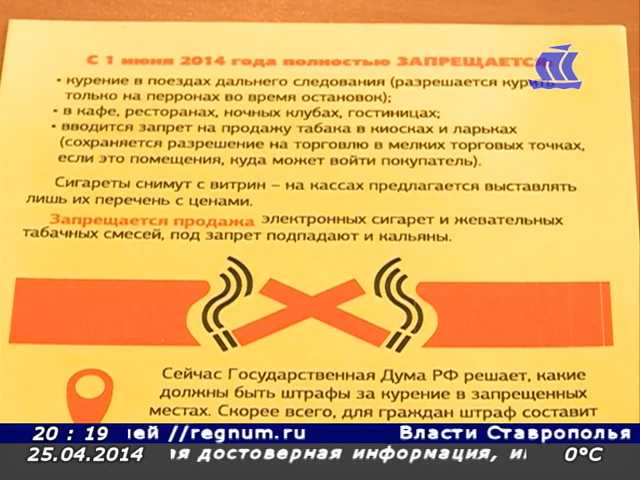 С 1 июня 2014 года полностью ЗАПРЕЩАЕТСЯ:
• курение в поездах дальнего следования (разрешается курить
только на перронах во время остановок);
• в кафе, ресторанах, ночных клубах, гостиницах;
• вводится запрет на продажу табака в киосках и ларьках
(сохраняется разрешение на торговлю в мелких торговых точках,
если это помещения, куда может войти покупатель).
Сигареты снимут с витрин – на кассах предлагается выставлять
лишь их перечень с ценами.
Запрещается продажа электронных сигарет и жевательных
табачных смесей, под запрет подпадают и кальяны.
Сейчас Государственная Дума РФ решает, какие
должны быть штрафы за курение в запрещенных
местах. Скорее всего, для граждан штраф составит
20 : 19 лей //regnum.ru Власти Ставрополья
25.04.2014 ая достоверная информация, и 0°C